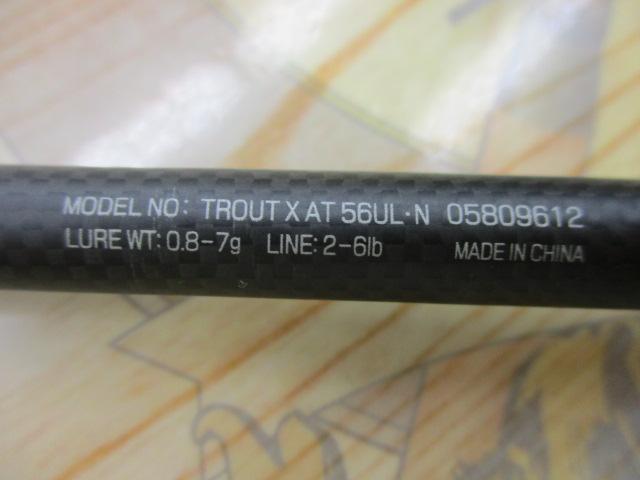 MODEL NO: TROUT X AT 56UL·N 05809612
LURE WT: 0.8-7g LINE: 2-6lb MADE IN CHINA